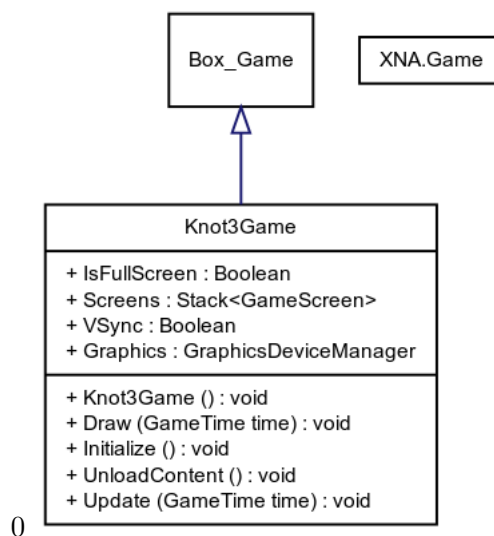 Box_Game
XNA.Game
Knot3Game
+ IsFullScreen : Boolean
+ Screens : Stack<GameScreen>
+ VSync : Boolean
+ Graphics : GraphicsDeviceManager
+ Knot3Game () : void
+ Draw (GameTime time) : void
+ Initialize () : void
+ UnloadContent () : void
+ Update (GameTime time) : void
0